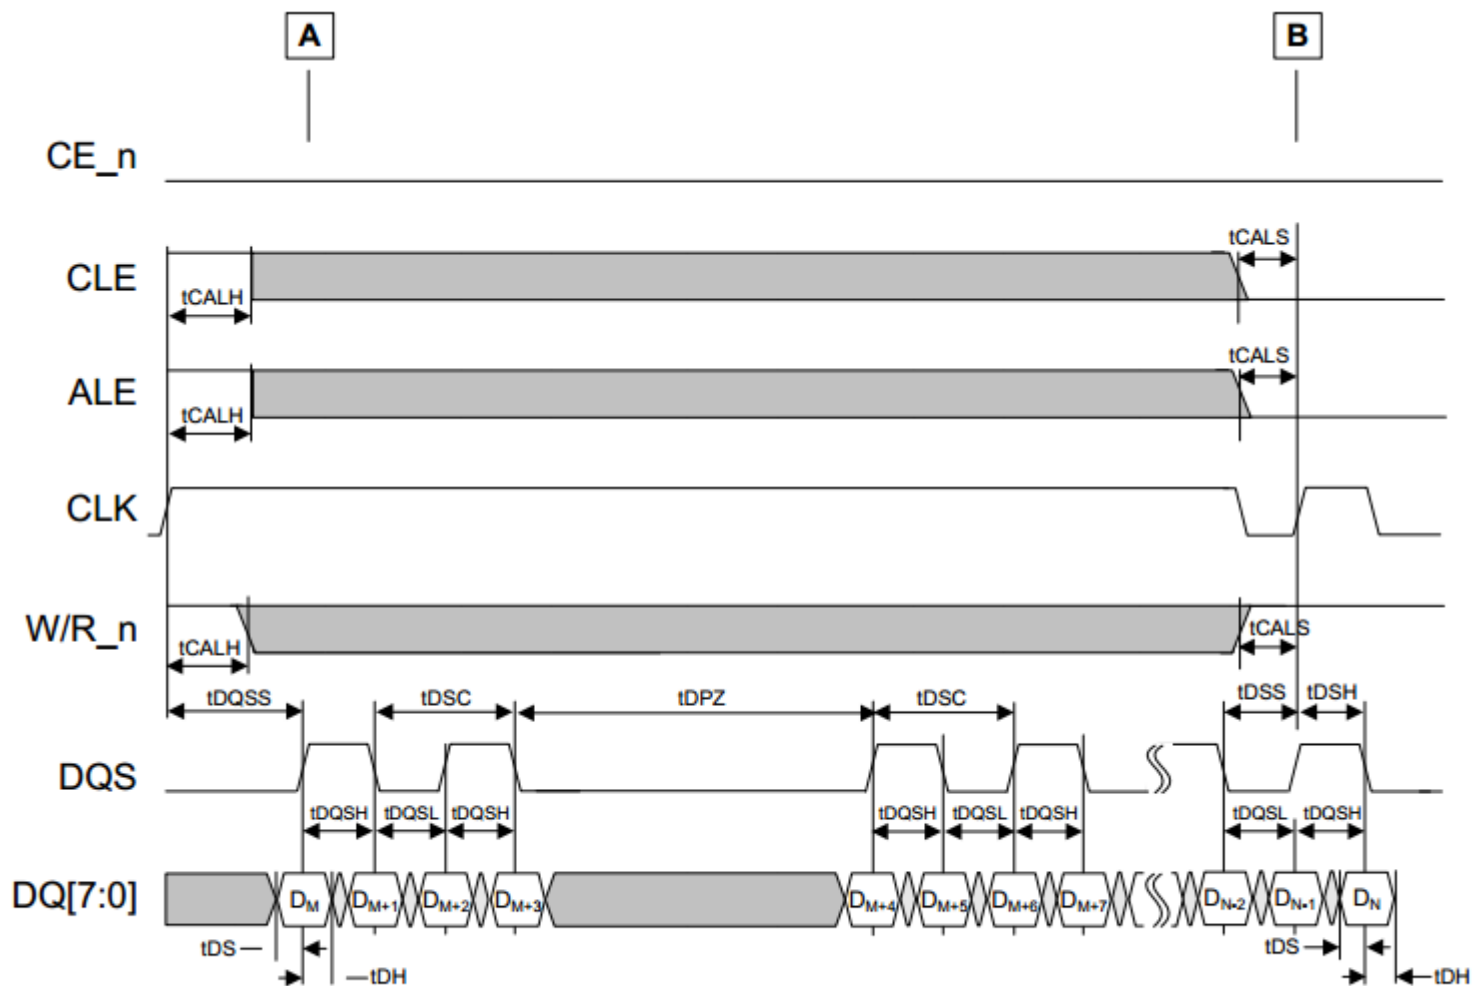 A B
CE_n
tCALS
CLE
tCALH
tCALS
ALE
tCALH
CLK
W/R_n
tCALH tCALS
tDQSS tDSC tDPZ tDSC tDSS tDSH
DQS
tDQSH tDQSL tDQSH tDQSH tDQSL tDQSH tDQSL tDQSH
DQ[7:0] DM DM+1 DM+2 DM+3 DM+4 DM+5 DM+6 DM+7 DN-2 DN-1 DN
tDS tDS
tDH tDH